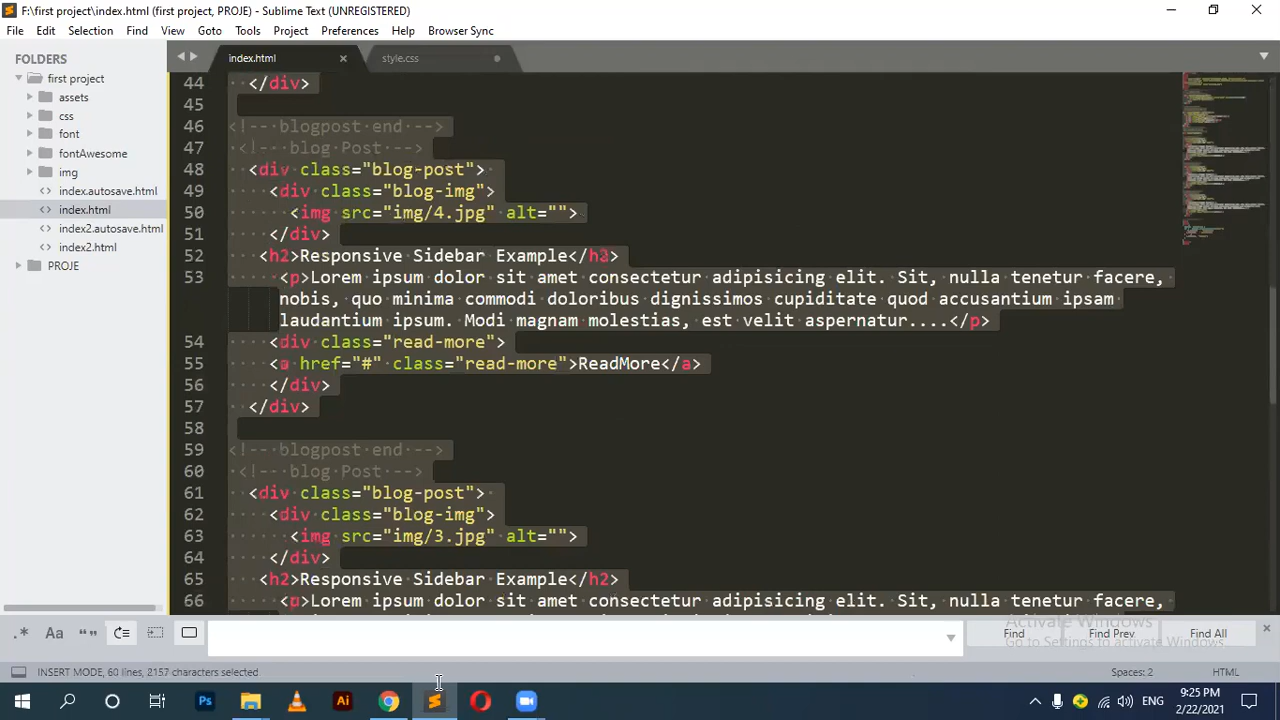 F:\first project\index.html (first project, PROJE) - Sublime Text (UNREGISTERED)
File Edit Selection Find View Goto Tools Project Preferences Help Browser Sync
FOLDERS
first project
assets
css
font
fontAwesome
img
index.autosave.html
index.html
index2.autosave.html
index2.html
PROJE
index.html
style.css
44 </div>
45
46 <!-- blogpost end -->
47 <!-- blog Post -->
48 <div class="blog-post">
49 <div class="blog-img">
50 <img src="img/4.jpg" alt="">
51 </div>
52 <h2>Responsive Sidebar Example</h2>
53 <p>Lorem ipsum dolor sit amet consectetur adipisicing elit. Sit, nulla tenetur facere,
nobis, quo minima commodi doloribus dignissimos cupiditate quod accusantium ipsam
laudantium ipsum. Modi magnam molestias, est velit aspernatur....</p>
54 <div class="read-more">
55 <a href="#" class="read-more">ReadMore</a>
56 </div>
57 </div>
58
59 <!-- blogpost end -->
60 <!-- blog Post -->
61 <div class="blog-post">
62 <div class="blog-img">
63 <img src="img/3.jpg" alt="">
64 </div>
65 <h2>Responsive Sidebar Example</h2>
66 <p>Lorem ipsum dolor sit amet consectetur adipisicing elit. Sit, nulla tenetur facere,
Activate Windows
Go to Settings to activate Windows.
.* Aa “” Find Find Prev Find All
INSERT MODE, 60 lines, 2157 characters selected Spaces: 2 HTML
Ps Ai ENG 9:25 PM
2/22/2021